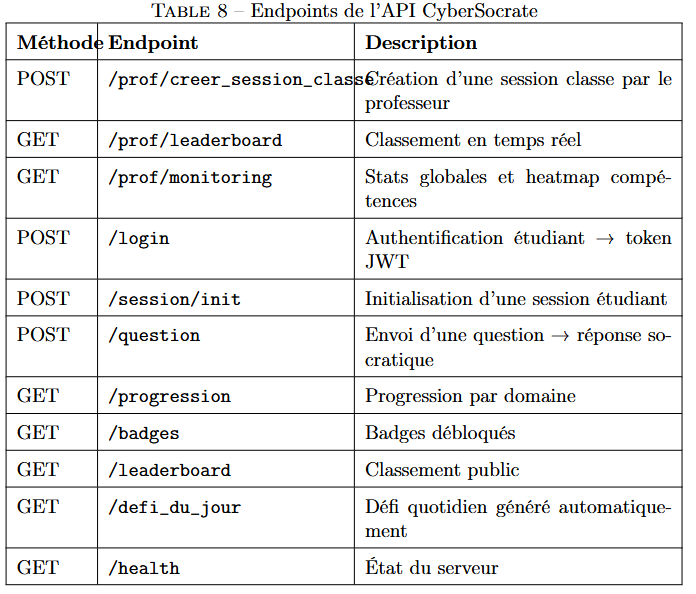 TABLE 8 – Endpoints de l'API CyberSocrate
Méthode Endpoint Description
POST /prof/creer_session_classe Création d'une session classe par le
professeur
GET /prof/leaderboard Classement en temps réel
GET /prof/monitoring Stats globales et heatmap compé-
tences
POST /login Authentification étudiant → token
JWT
POST /session/init Initialisation d'une session étudiant
POST /question Envoi d'une question → réponse so-
cratique
GET /progression Progression par domaine
GET /badges Badges débloqués
GET /leaderboard Classement public
GET /defi_du_jour Défi quotidien généré automatique-
ment
GET /health État du serveur